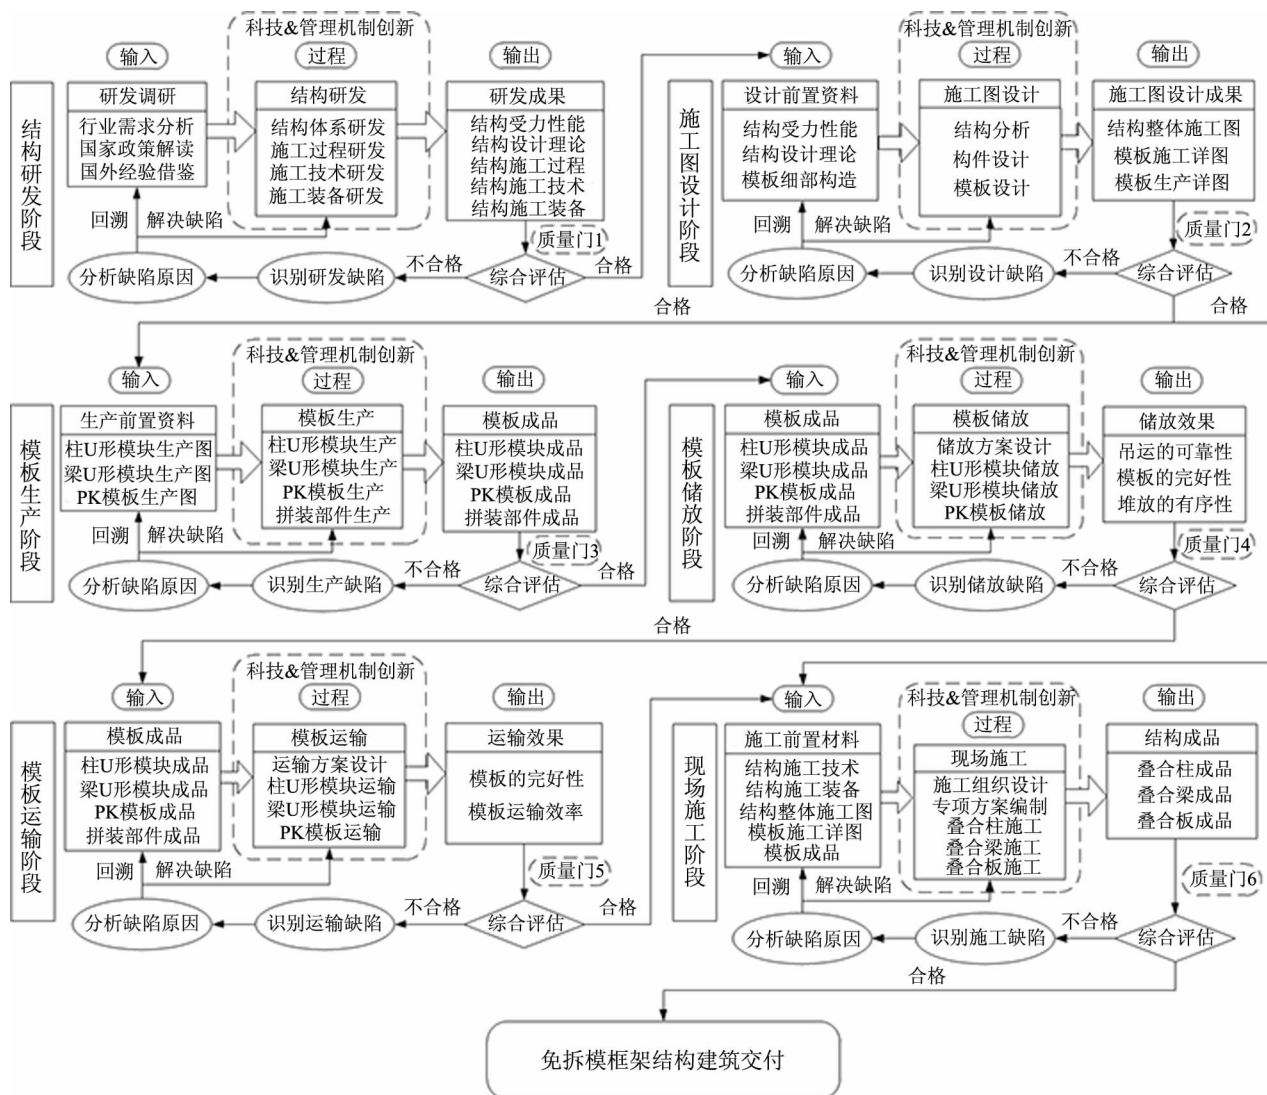 结构研发阶段
科技&管理机制创新
输入
过程
输出
研发调研
行业需求分析
国家政策解读
国外经验借鉴
结构研发
结构体系研发
施工过程研发
施工技术研发
施工装备研发
研发成果
结构受力性能
结构设计理论
结构施工过程
结构施工技术
结构施工装备
回溯
解决缺陷
质量门1
分析缺陷原因
识别研发缺陷
不合格
综合评估
合格
施工图设计阶段
科技&管理机制创新
输入
过程
输出
设计前置资料
结构受力性能
结构设计理论
模板细部构造
施工图设计
结构分析
构件设计
模板设计
施工图设计成果
结构整体施工图
模板施工详图
模板生产详图
回溯
解决缺陷
质量门2
分析缺陷原因
识别设计缺陷
不合格
综合评估
合格
合格
模板生产阶段
科技&管理机制创新
输入
过程
输出
生产前置资料
柱U形模块生产图
梁U形模块生产图
PK模板生产图
模板生产
柱U形模块生产
梁U形模块生产
PK模板生产
拼装部件生产
模板成品
柱U形模块成品
梁U形模块成品
PK模板成品
拼装部件成品
回溯
解决缺陷
质量门3
分析缺陷原因
识别生产缺陷
不合格
综合评估
合格
模板储放阶段
科技&管理机制创新
输入
过程
输出
模板成品
柱U形模块成品
梁U形模块成品
PK模板成品
拼装部件成品
模板储放
储放方案设计
柱U形模块储放
梁U形模块储放
PK模板储放
储放效果
吊运的可靠性
模板的完好性
堆放的有序性
回溯
解决缺陷
质量门4
分析缺陷原因
识别储放缺陷
不合格
综合评估
合格
模板运输阶段
科技&管理机制创新
输入
过程
输出
模板成品
柱U形模块成品
梁U形模块成品
PK模板成品
拼装部件成品
模板运输
运输方案设计
柱U形模块运输
梁U形模块运输
PK模板运输
运输效果
模板的完好性
模板运输效率
回溯
解决缺陷
质量门5
分析缺陷原因
识别运输缺陷
不合格
综合评估
合格
现场施工阶段
科技&管理机制创新
输入
过程
输出
施工前置材料
结构施工技术
结构施工装备
结构整体施工图
模板施工详图
模板成品
现场施工
施工组织设计
专项方案编制
叠合柱施工
叠合梁施工
叠合板施工
结构成品
叠合柱成品
叠合梁成品
叠合板成品
回溯
解决缺陷
质量门6
分析缺陷原因
识别施工缺陷
不合格
综合评估
合格
免拆模框架结构建筑交付